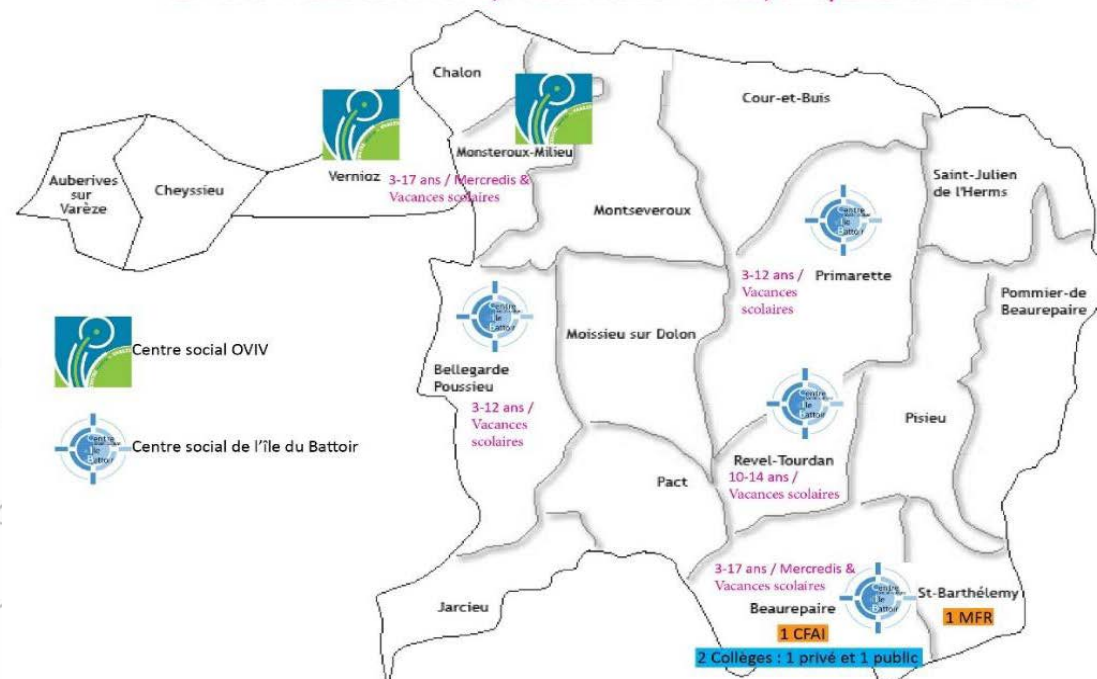 Chalon
Cour-et-Buis
Monsteroux-Milieu
Vernioz
3-17 ans / Mercredis &
Vacances scolaires
Auberives
sur
Varèze
Cheyssieu
Saint-Julien
de l'Herms
Montseveroux
3-12 ans /
Vacances
scolaires
Primarette
Pommier-de
Beaurepaire
Centre social OVIV
Moissieu sur Dolon
Bellegarde
Poussieu
3-12 ans /
Vacances
scolaires
Centre social de l'île du Battoir
Pisieu
Revel-Tourdan
10-14 ans /
Vacances scolaires
Pact
3-17 ans / Mercredis &
Vacances scolaires
Jarcieu
Beaurepaire
St-Barthélemy
1 CFAI
1 MFR
2 Collèges : 1 privé et 1 public